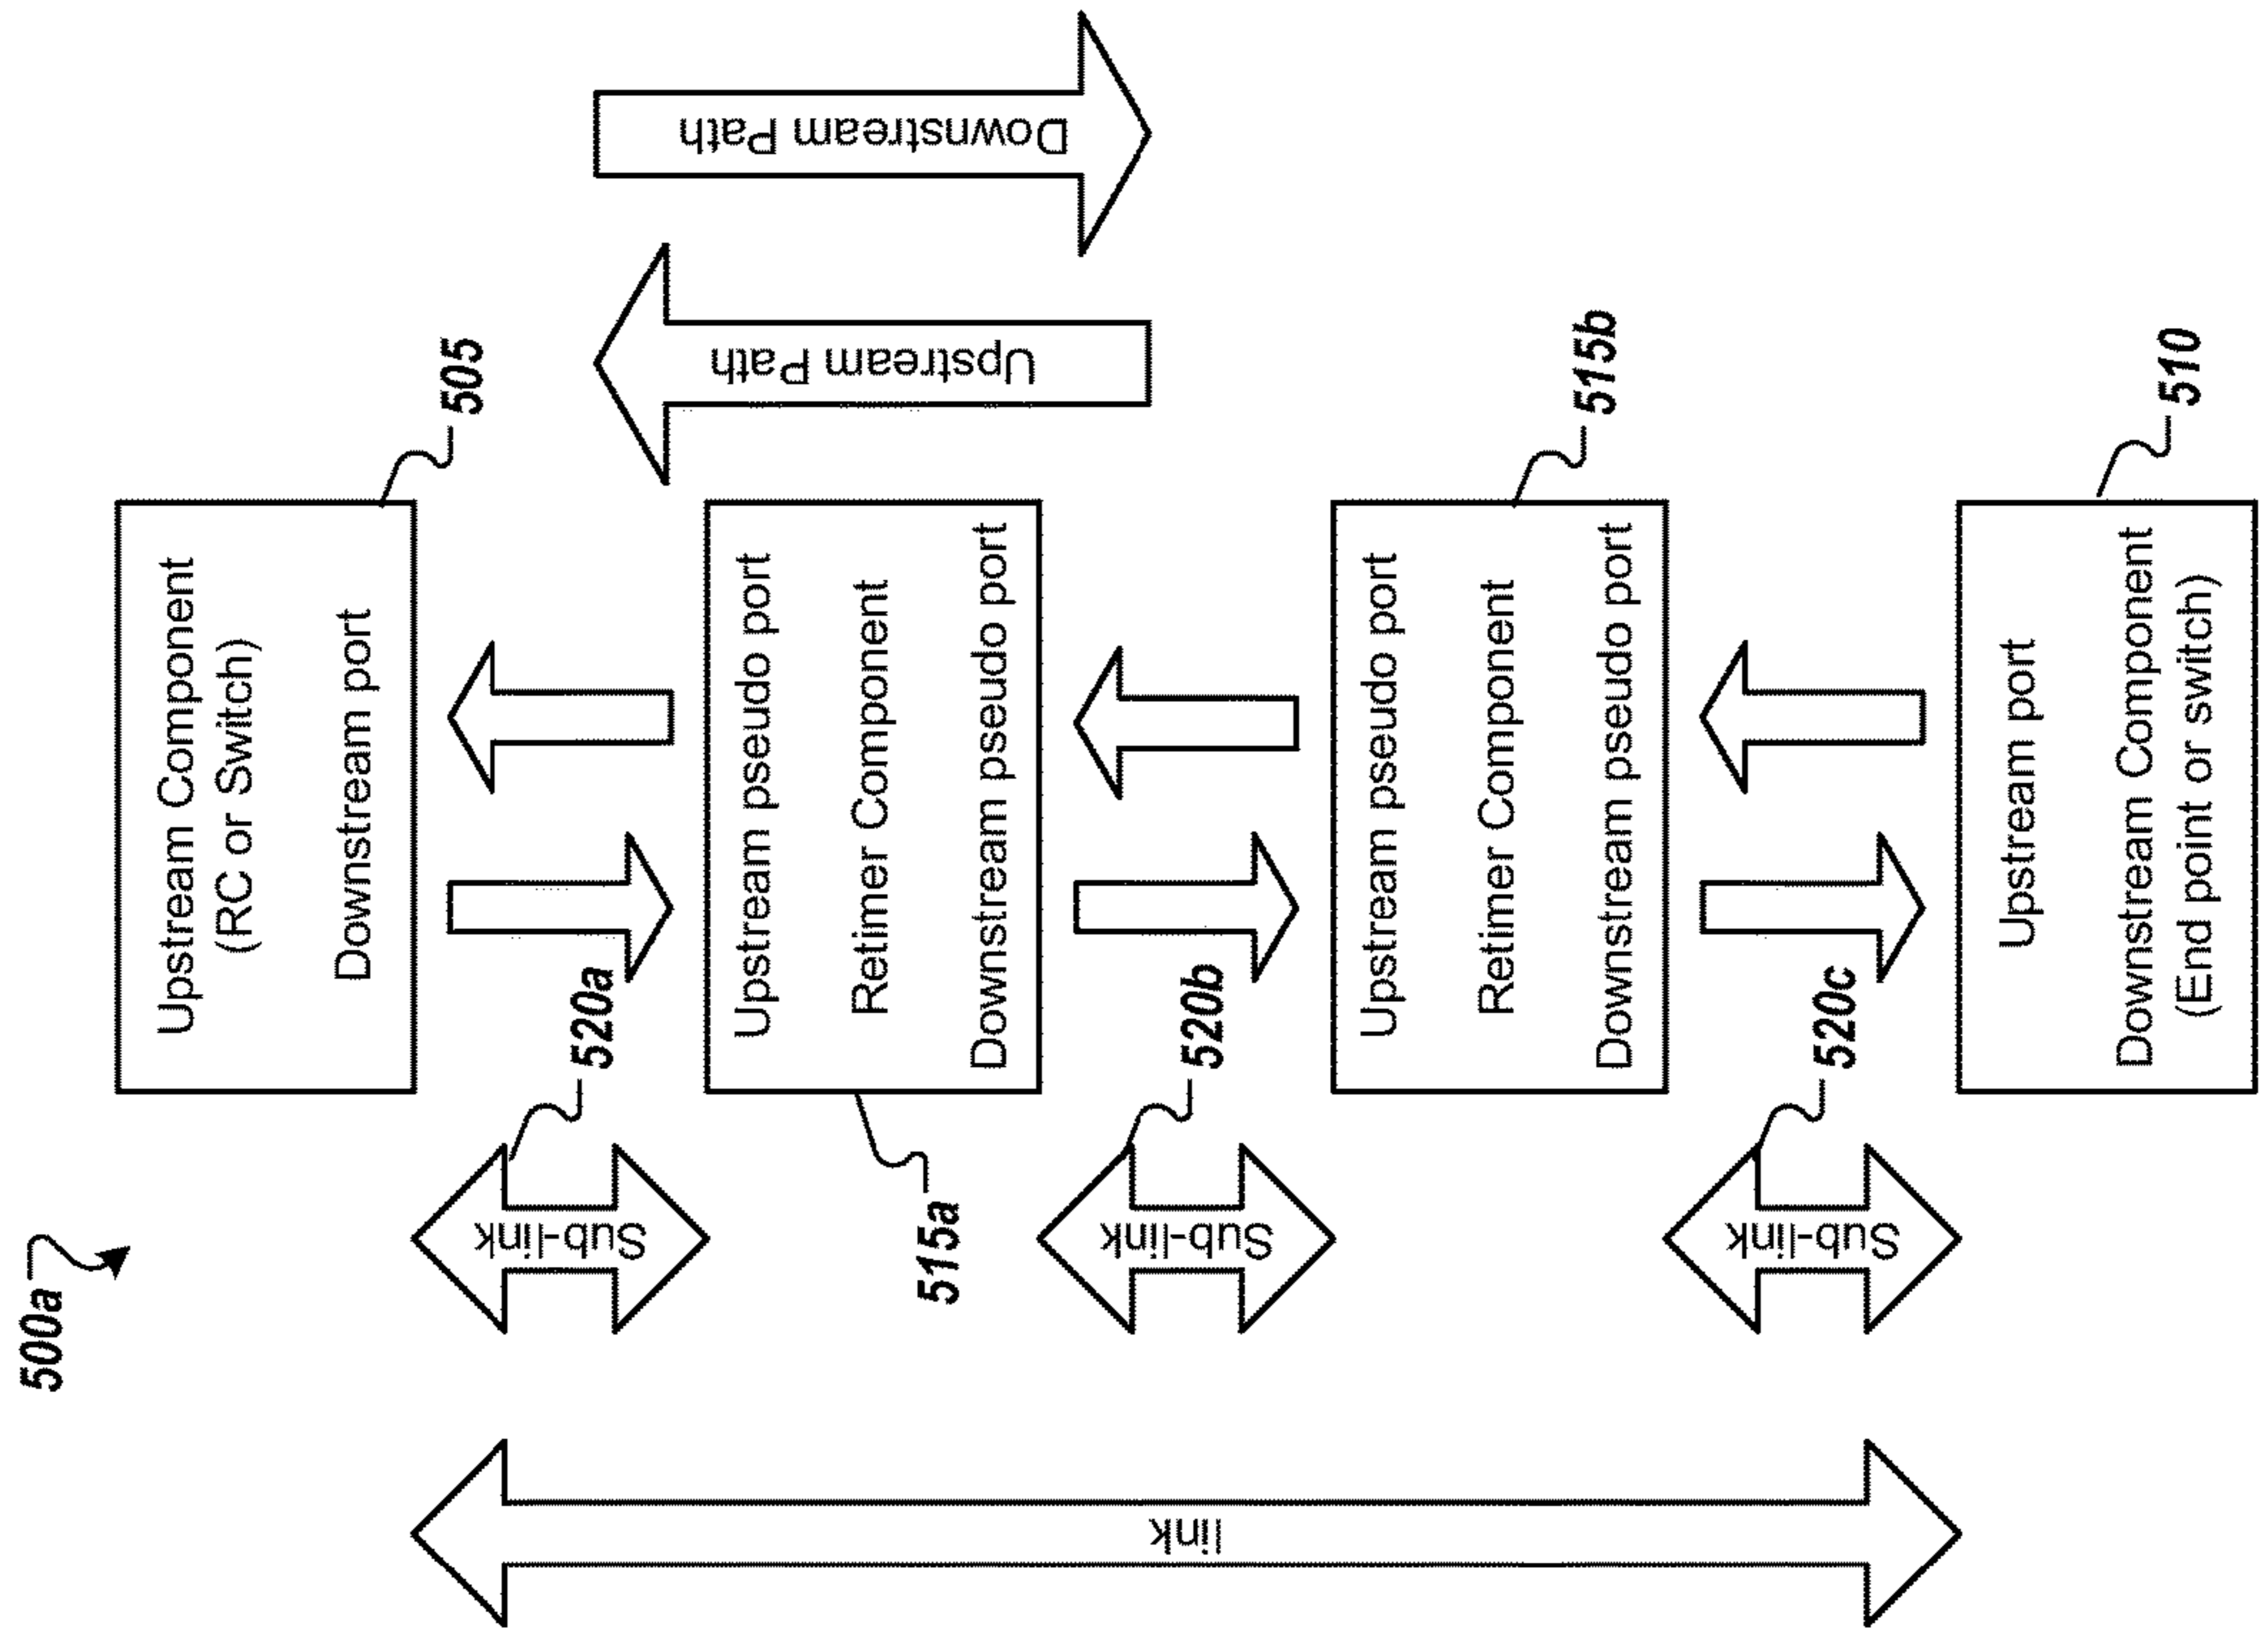 500a
505
Upstream Component
(RC or Switch)
Downstream port
520a
Sub-link
515a
Upstream pseudo port
Retimer Component
Downstream pseudo port
Upstream Path
Downstream Path
link
520b
Sub-link
515b
Upstream pseudo port
Retimer Component
Downstream pseudo port
520c
Sub-link
510
Upstream port
Downstream Component
(End point or switch)